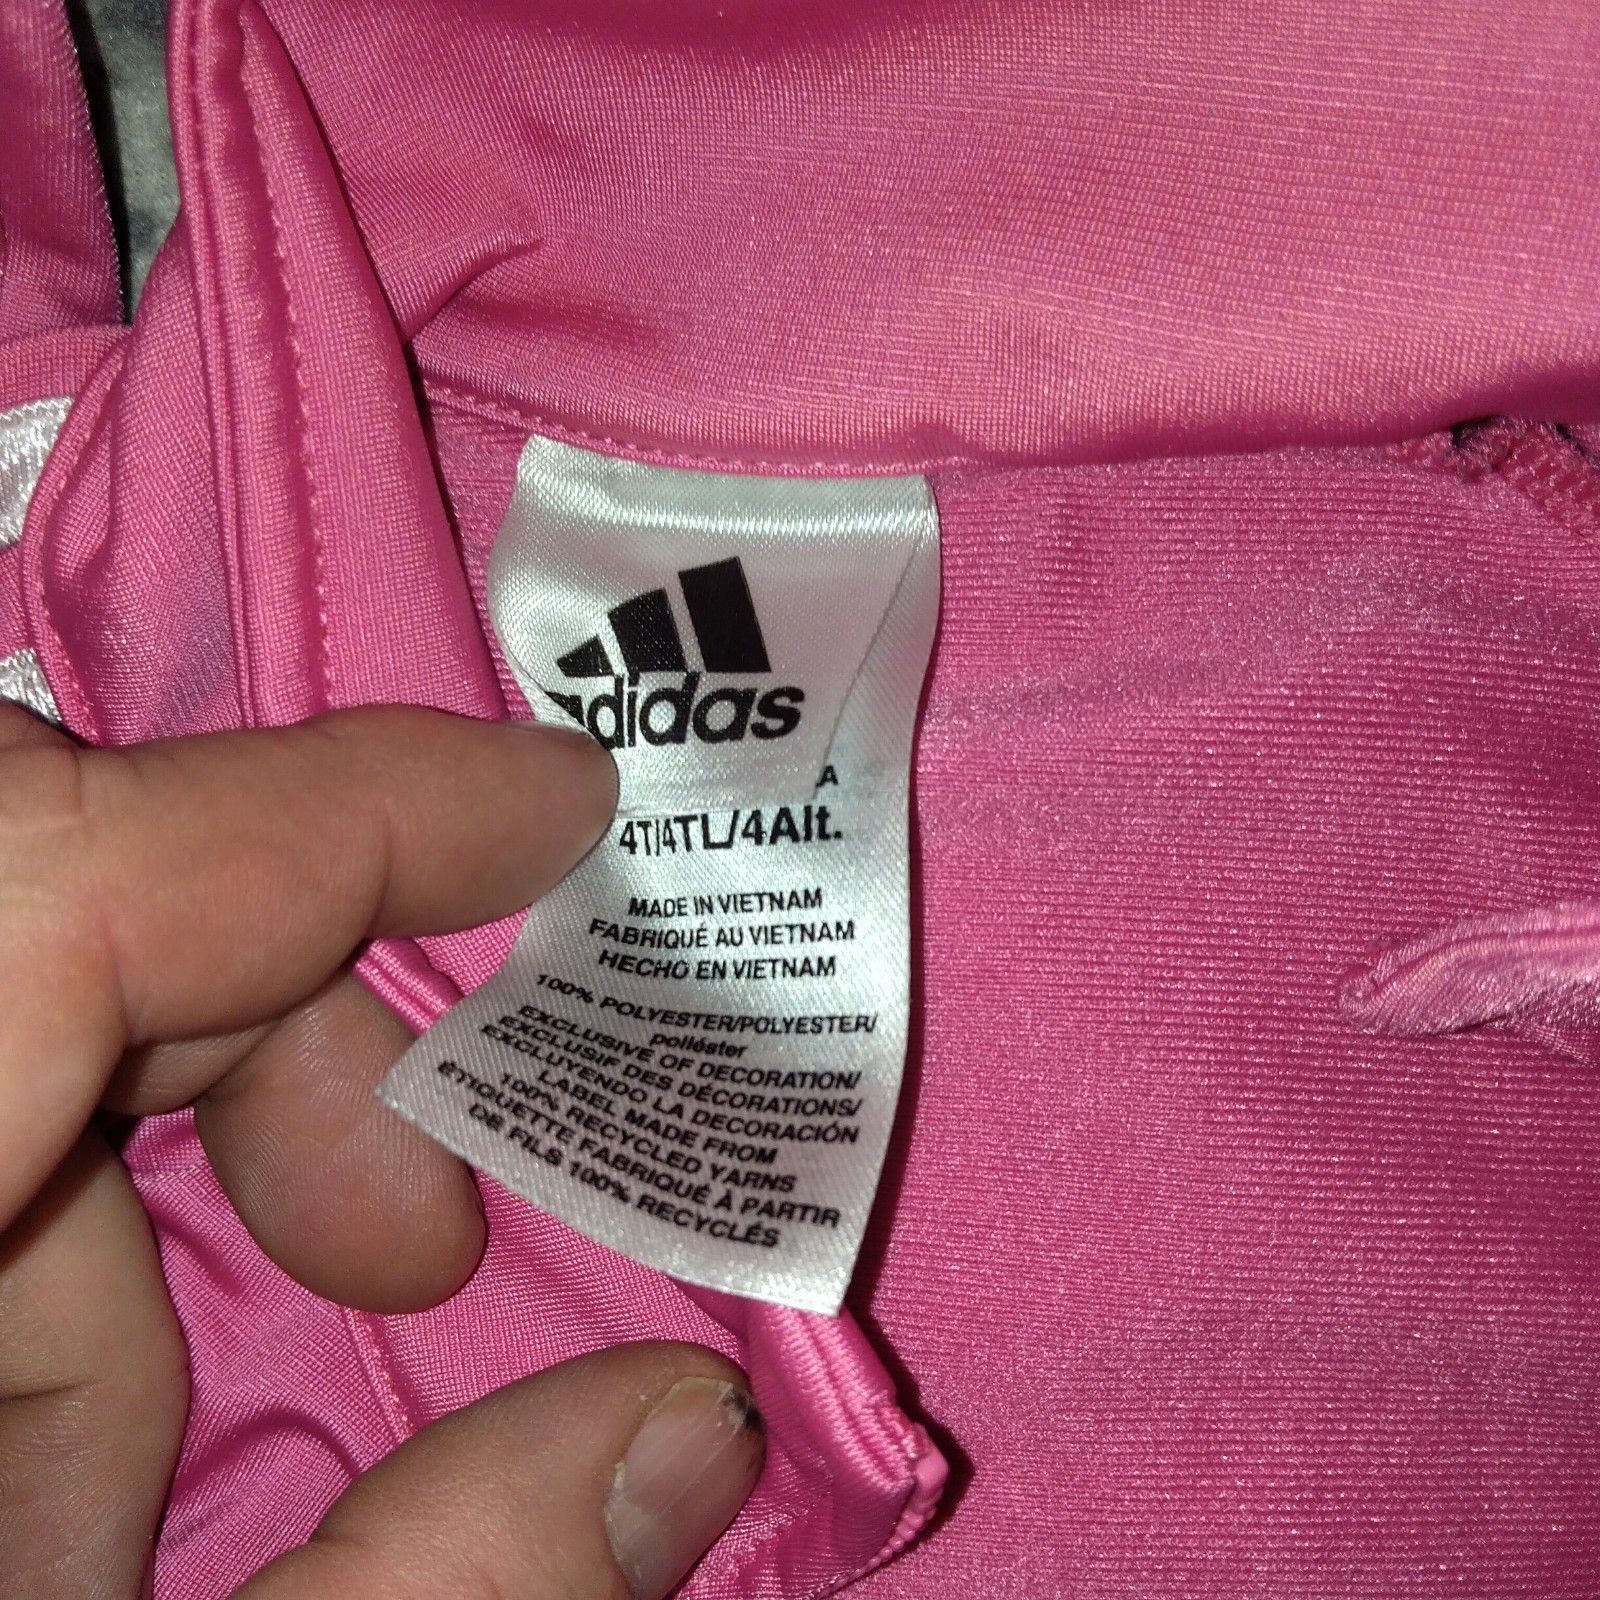 adidas
A
4T/4TL/4Alt.
MADE IN VIETNAM
FABRIQUÉ AU VIETNAM
HECHO EN VIETNAM
100% POLYESTER/POLYESTER/
poliéster
EXCLUSIVE OF DECORATION/
EXCLUSIF DES DÉCORATIONS/
EXCLUYENDO LA DECORACIÓN
LABEL MADE FROM
100% RECYCLED YARNS
ÉTIQUETTE FABRIQUÉ À PARTIR
DE FILS 100% RECYCLÉS